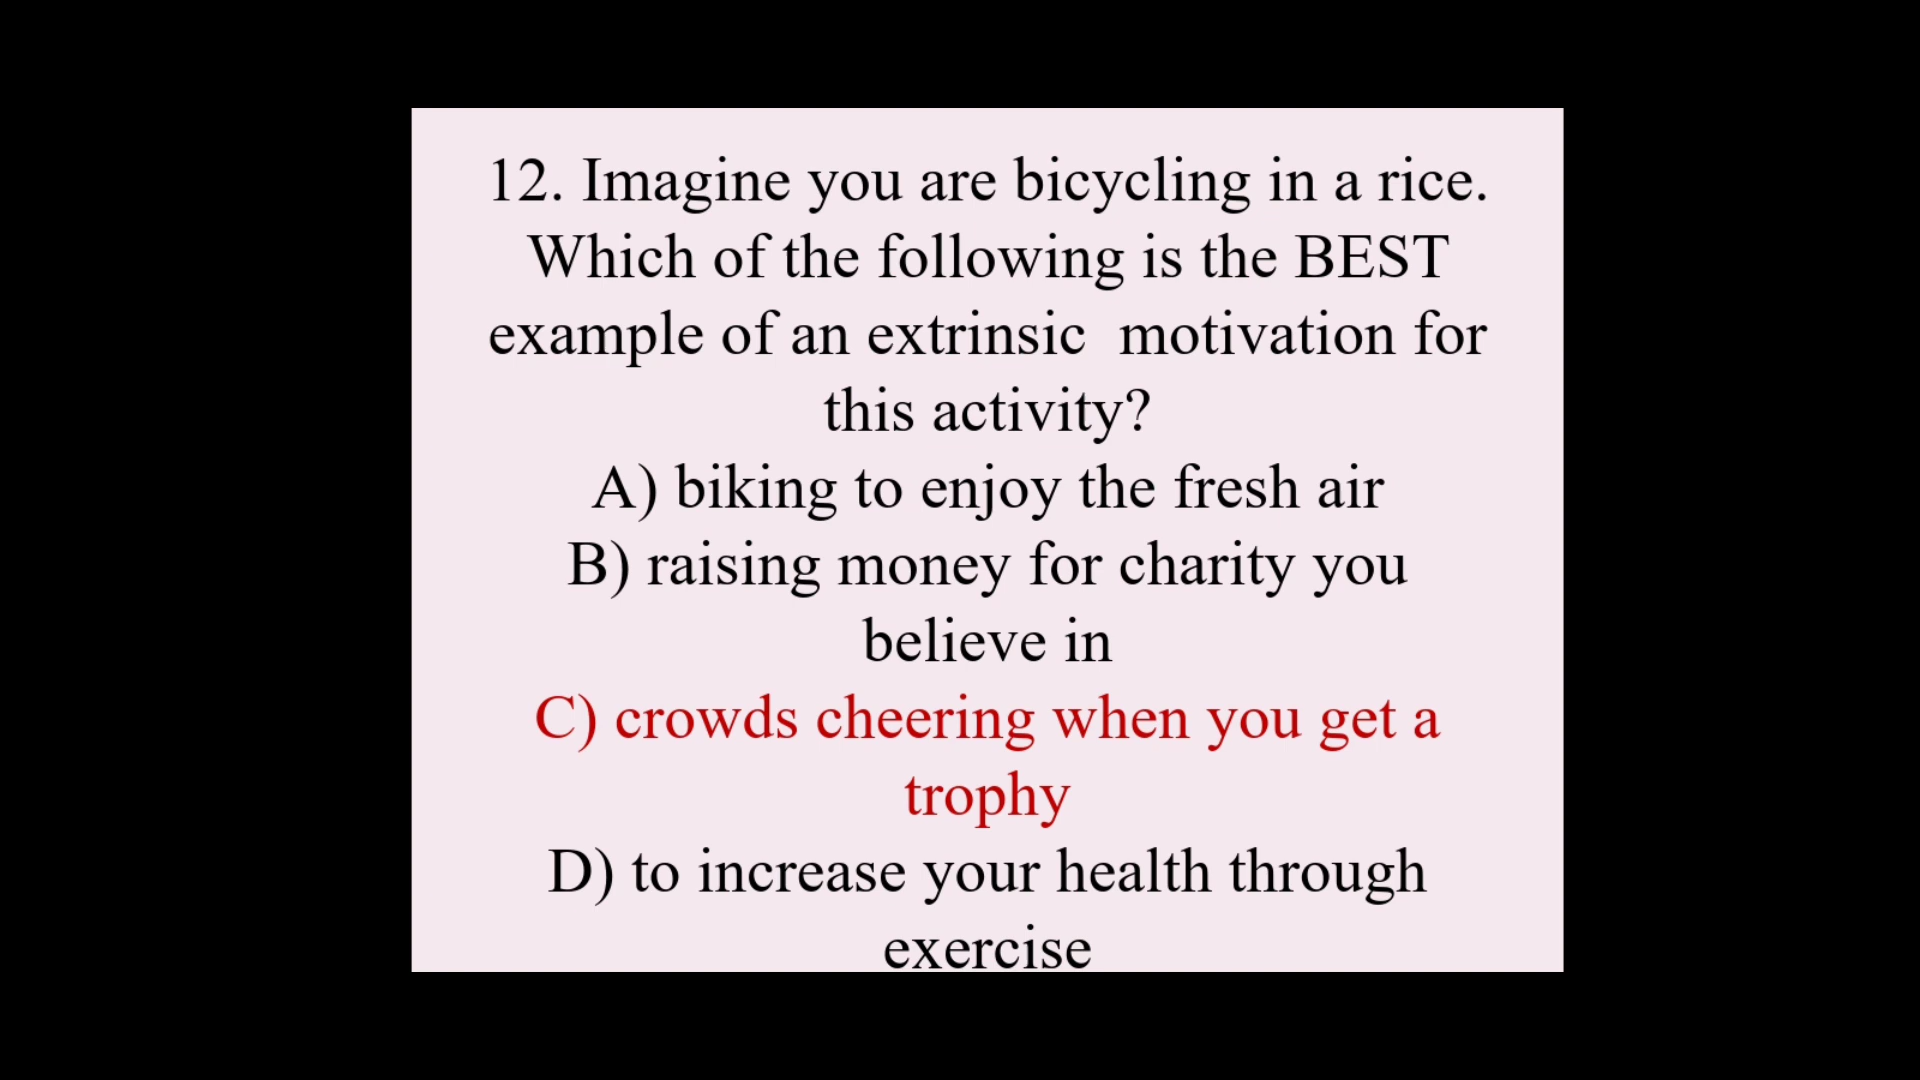 12. Imagine you are bicycling in a rice.
Which of the following is the BEST
example of an extrinsic  motivation for
this activity?
A) biking to enjoy the fresh air
B) raising money for charity you
believe in
C) crowds cheering when you get a
trophy
D) to increase your health through
exercise